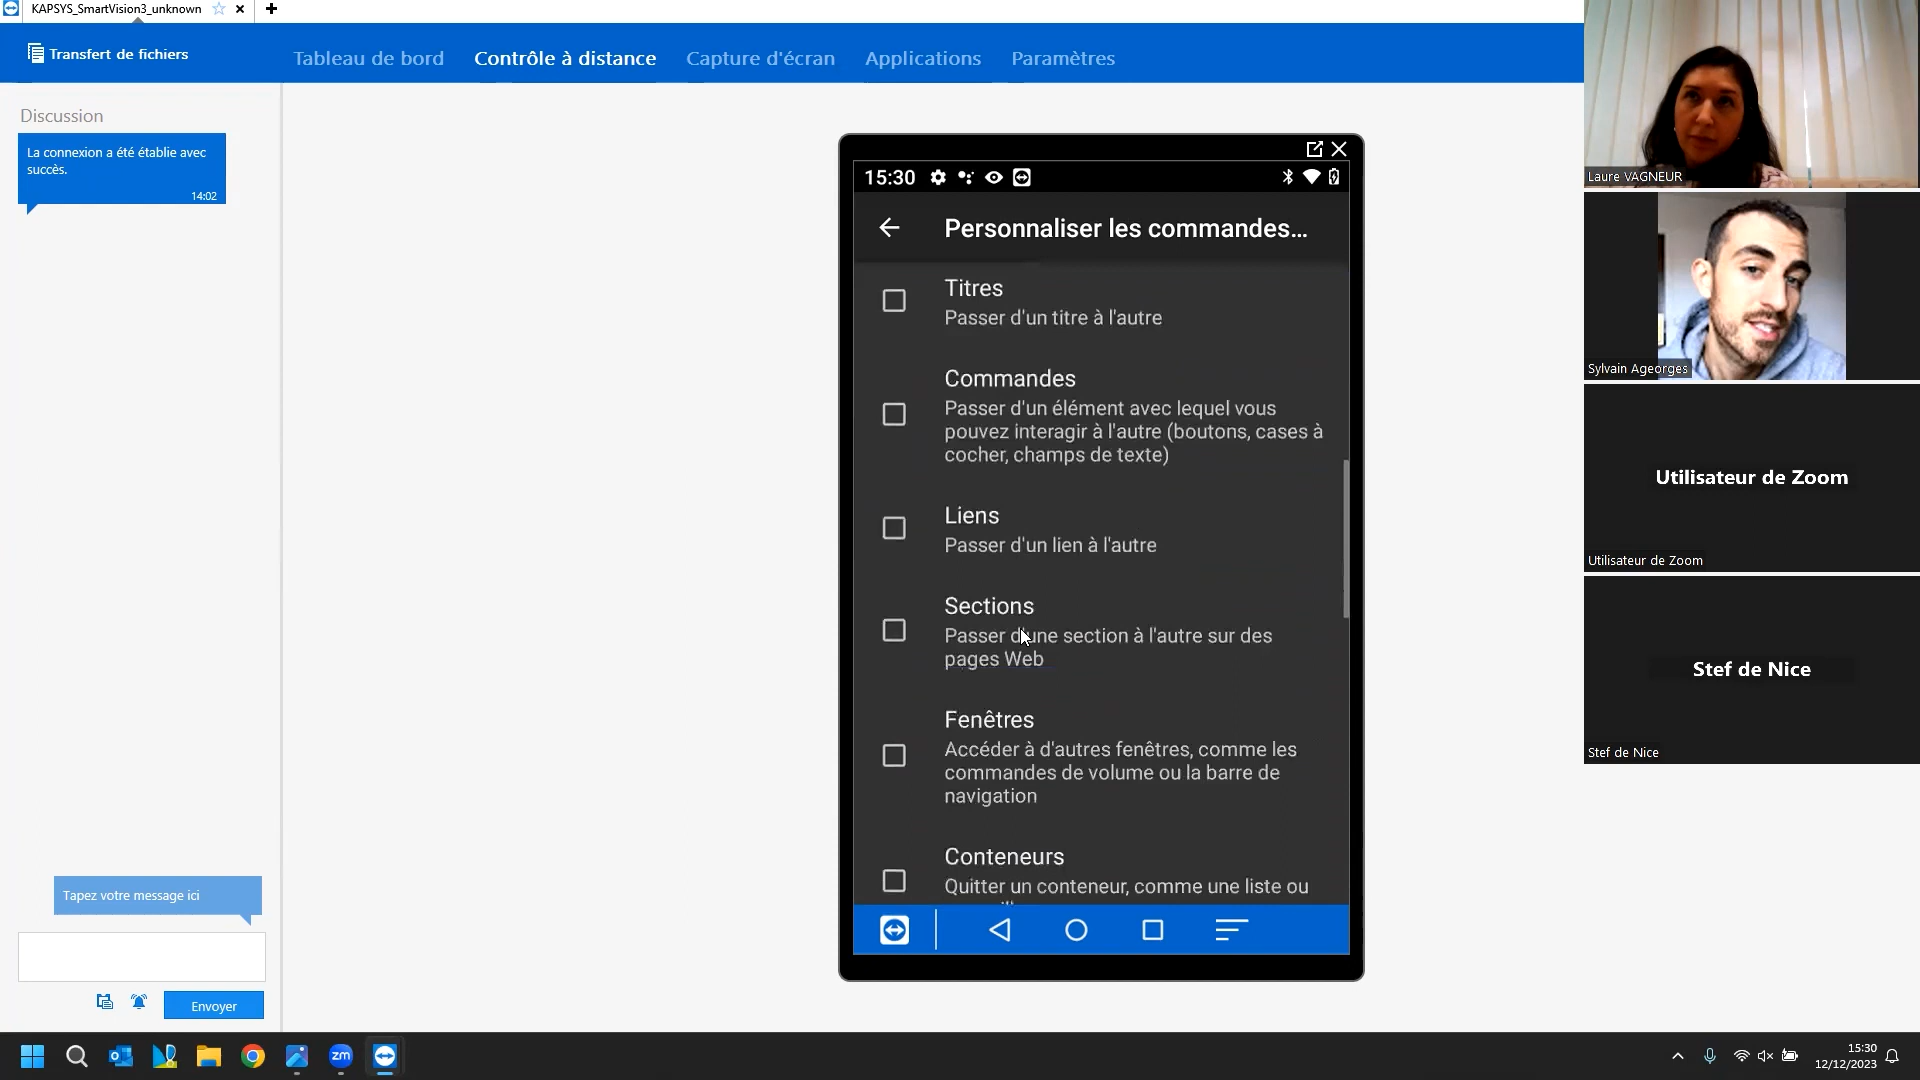 KAPSYS_SmartVision3_unknown
Transfert de fichiers
Tableau de bord
Contrôle à distance
Capture d'écran
Applications
Paramètres
Discussion
La connexion a été établie avec
succès.
14:02
Tapez votre message ici
Envoyer
15:30
Personnaliser les commandes...
Titres
Passer d'un titre à l'autre
Commandes
Passer d'un élément avec lequel vous
pouvez interagir à l'autre (boutons, cases à
cocher, champs de texte)
Liens
Passer d'un lien à l'autre
Sections
Passer d'une section à l'autre sur des
pages Web
Fenêtres
Accéder à d'autres fenêtres, comme les
commandes de volume ou la barre de
navigation
Conteneurs
Quitter un conteneur, comme une liste ou
Laure VAGNEUR
Sylvain Ageorges
Utilisateur de Zoom
Utilisateur de Zoom
Stef de Nice
Stef de Nice
zm
15:30
12/12/2023